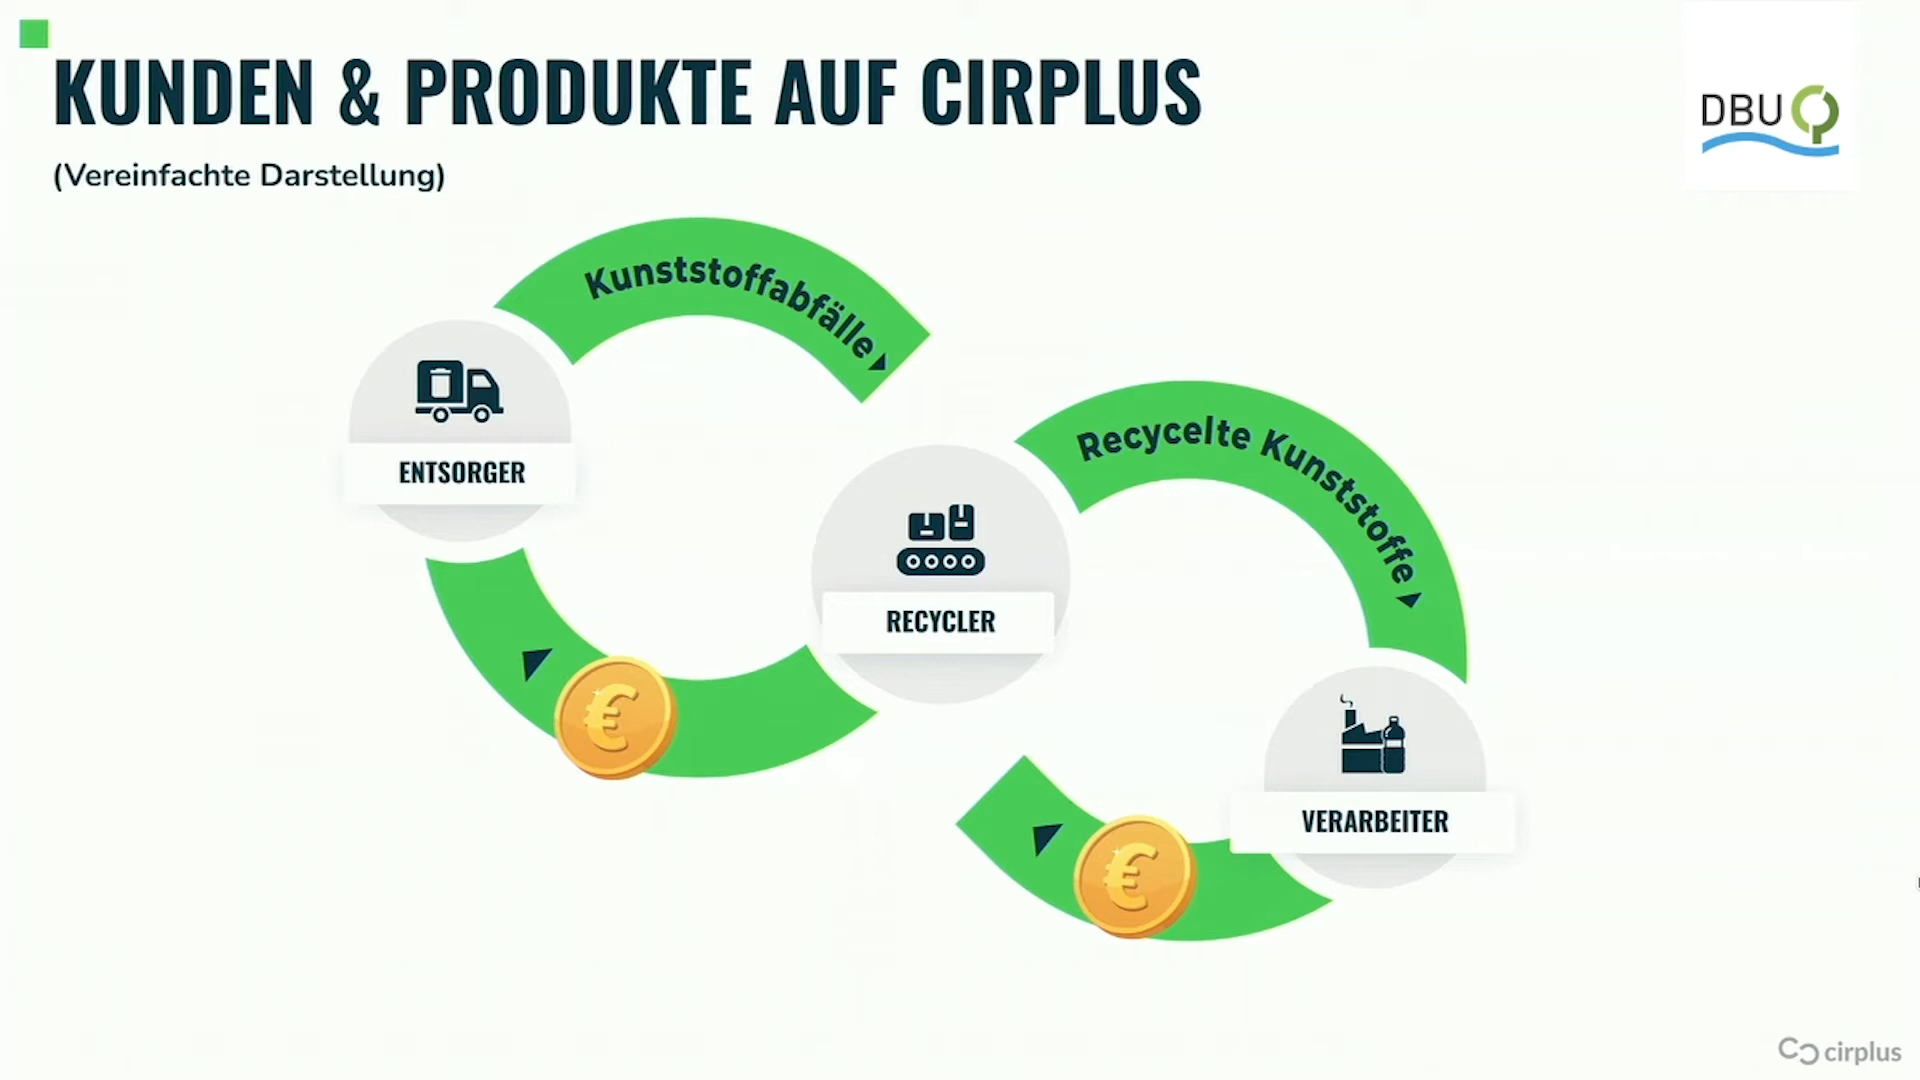 KUNDEN & PRODUKTE AUF CIRPLUS
(Vereinfachte Darstellung)
DBU
Kunststoffabfälle
Recycelte Kunststoffe
ENTSORGER
RECYCLER
VERARBEITER
€
€
cirplus